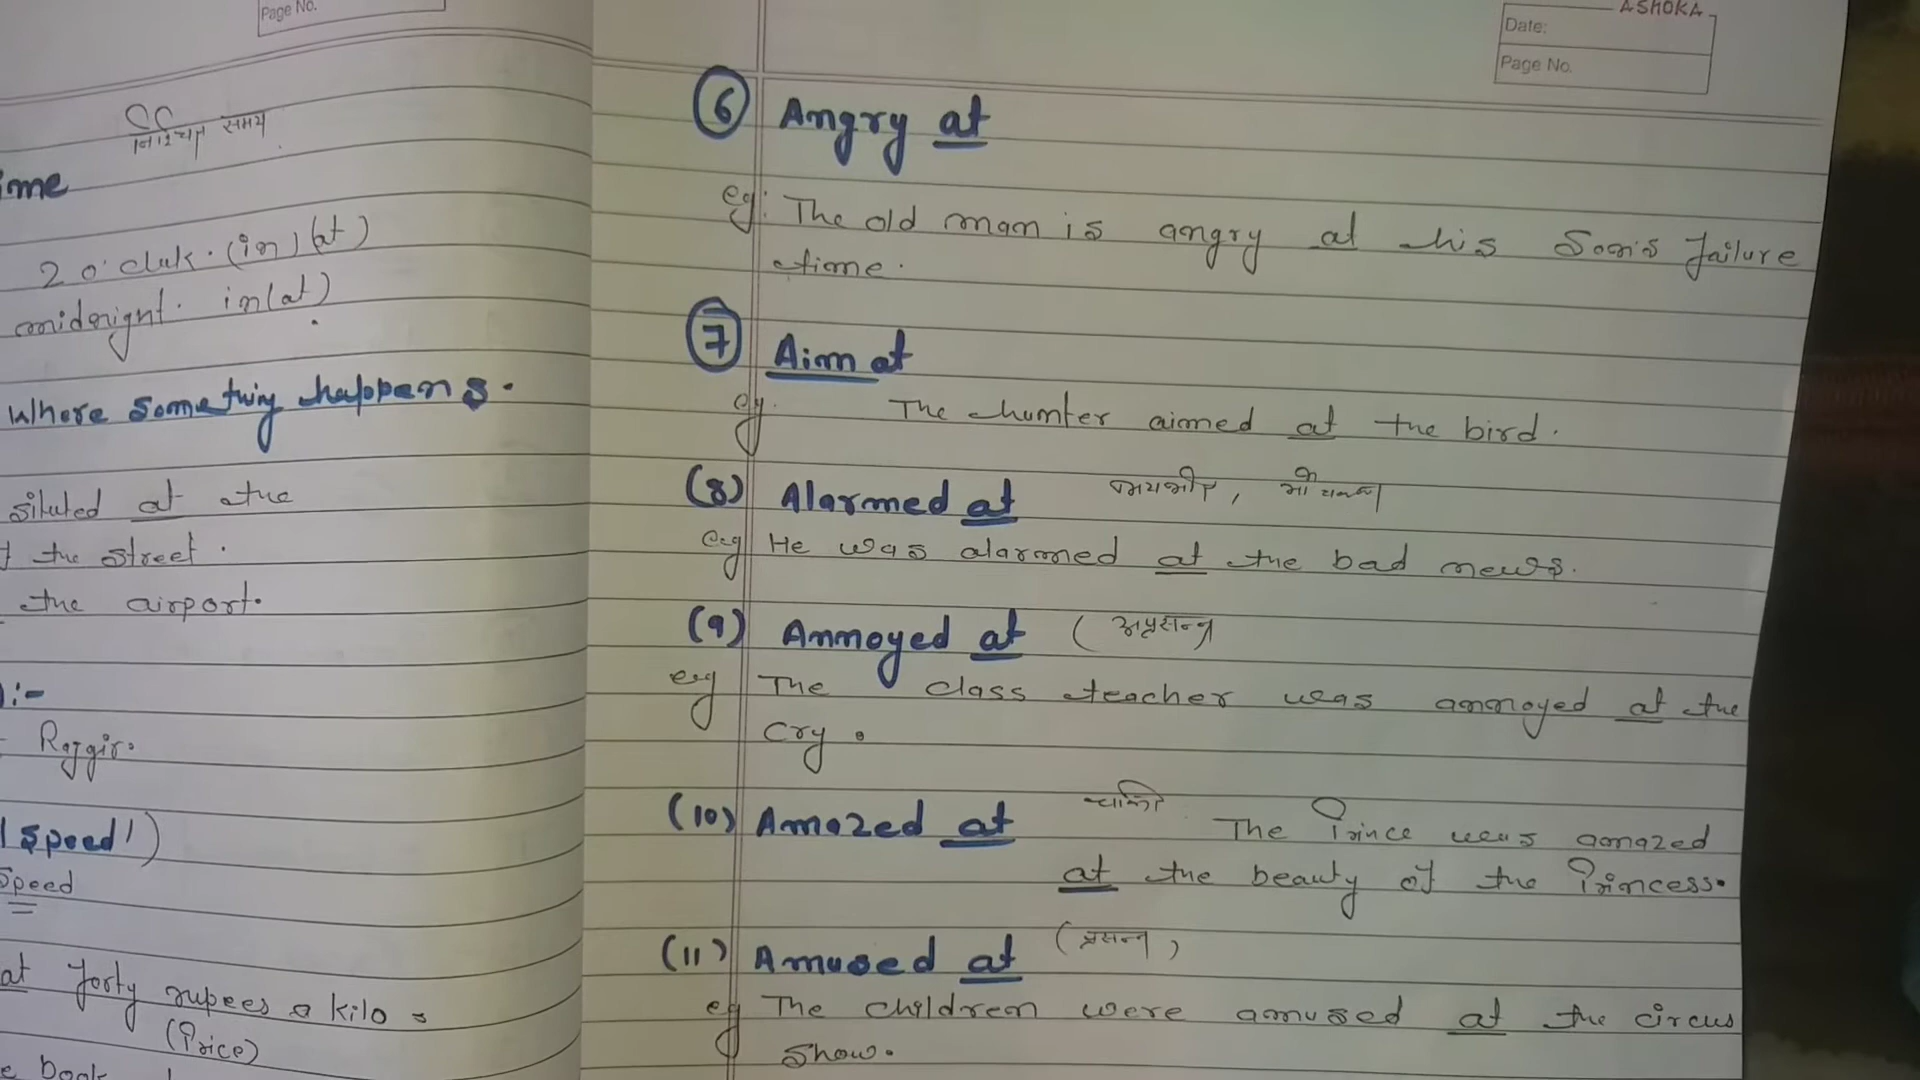 Page No.
निश्चित समय
ime
2 o' cluk. (in) (at)
midnight. in (at)
Where something happens.
situted at the
the street.
the airport.
:-
Rajgir.
Speed')
Speed
at forty rupees a kilo
(Price)
e book
ASHOKA
Date:
Page No.
6 Angry at
eg: The old man is angry at his son's failure
time.
7 Aim at
eg. The hunter aimed at the bird.
(8) Alarmed at भयभीत,
eg He was alarmed at the bad news.
(9) Annoyed at ( अप्रसन्न
eg The class teacher was annoyed at the
cry.
(10) Amazed at The Prince was amazed
at the beauty of the Princess.
(11) Amused at (प्रसन्न)
eg The children were amused at the circus
show.